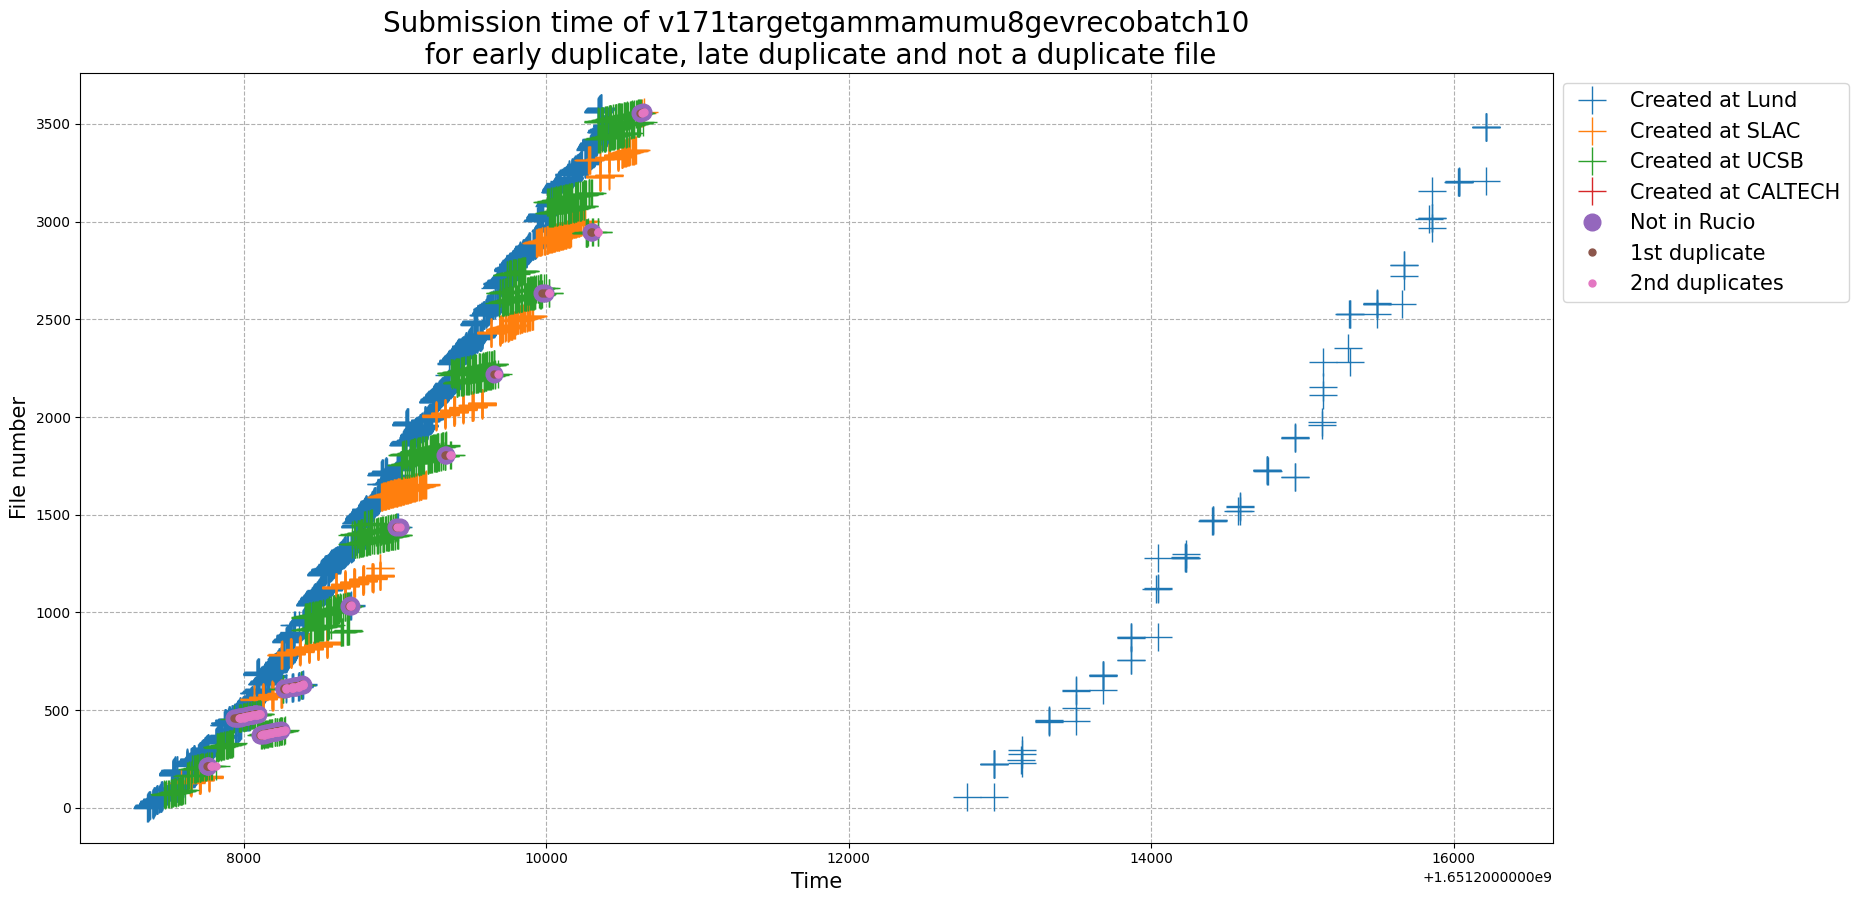 Submission time of v171targetgammamumu8gevrecobatch10
for early duplicate, late duplicate and not a duplicate file
File number
3500
3000
2500
2000
1500
1000
500
0
8000
10000
12000
14000
16000
+1.6512000000e9
Time
Created at Lund
Created at SLAC
Created at UCSB
Created at CALTECH
Not in Rucio
1st duplicate
2nd duplicates